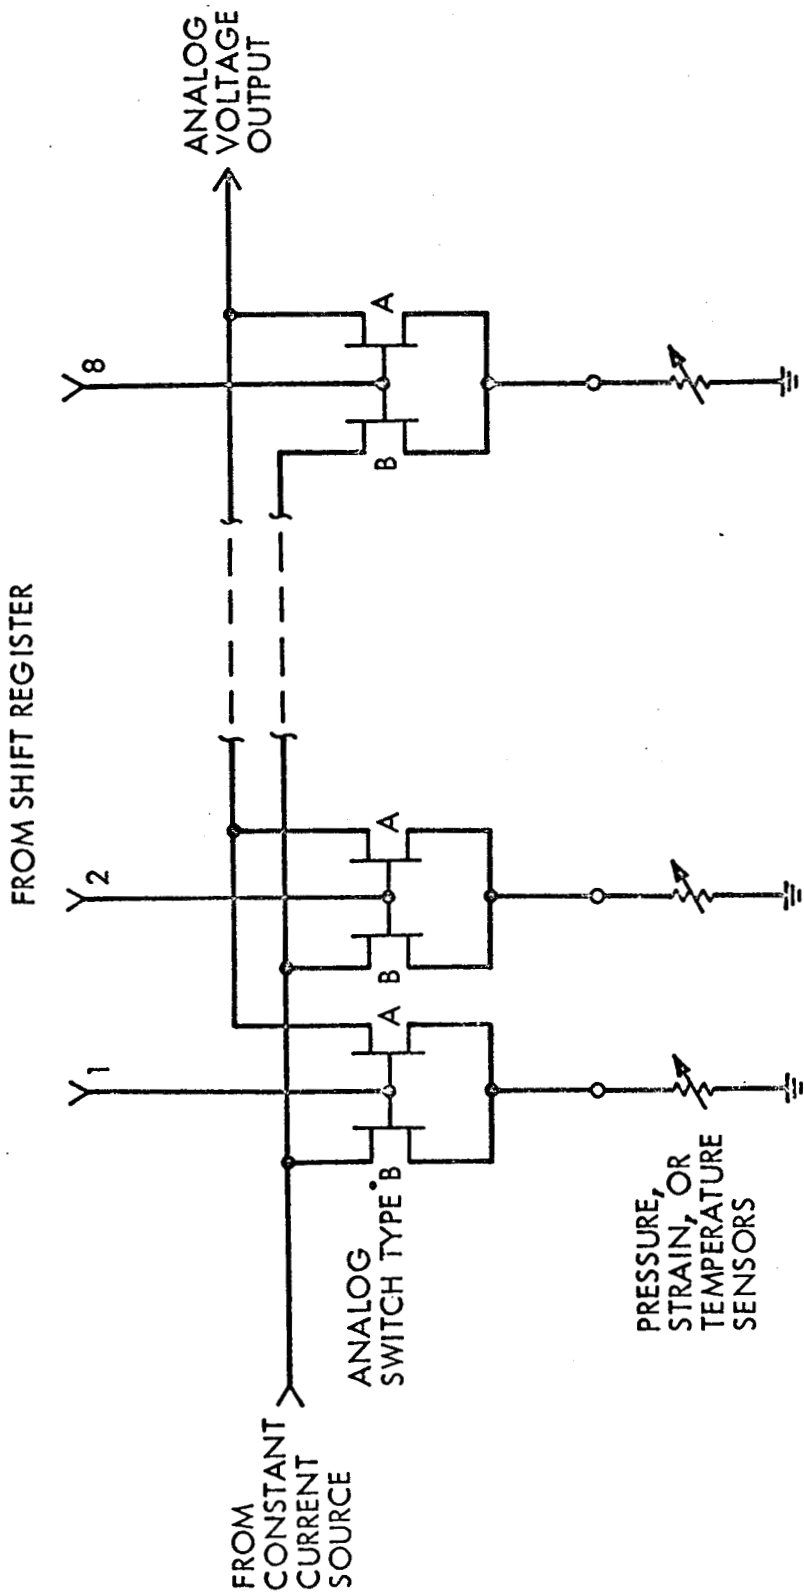 FROM SHIFT REGISTER
1
2
8
ANALOG
VOLTAGE
OUTPUT
FROM
CONSTANT
CURRENT
SOURCE
ANALOG
SWITCH TYPE
B
A
B
A
B
A
PRESSURE,
STRAIN, OR
TEMPERATURE
SENSORS